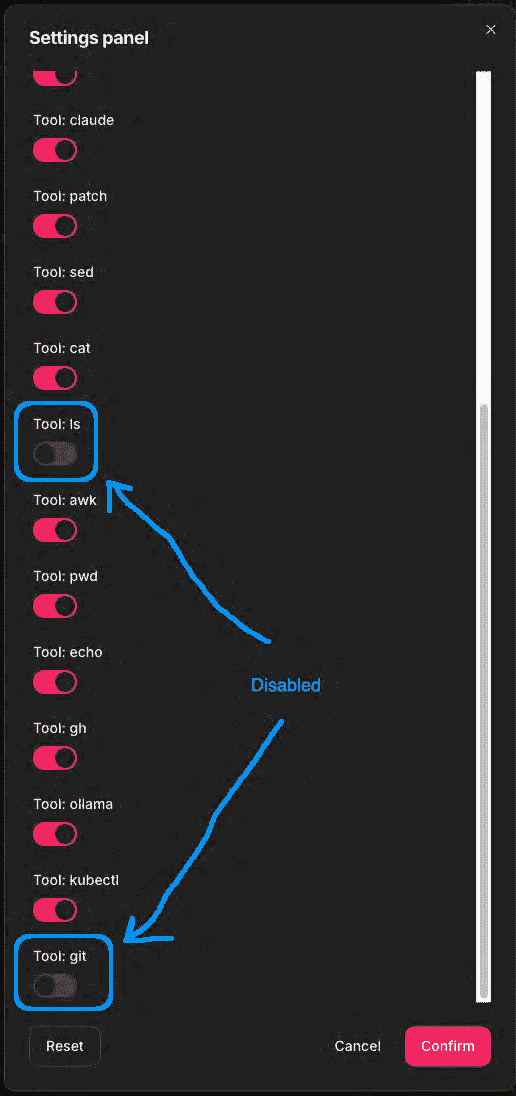 Settings panel
Tool: claude
Tool: patch
Tool: sed
Tool: cat
Tool: ls
Tool: awk
Tool: pwd
Tool: echo
Disabled
Tool: gh
Tool: ollama
Tool: kubectl
Tool: git
Reset
Cancel
Confirm